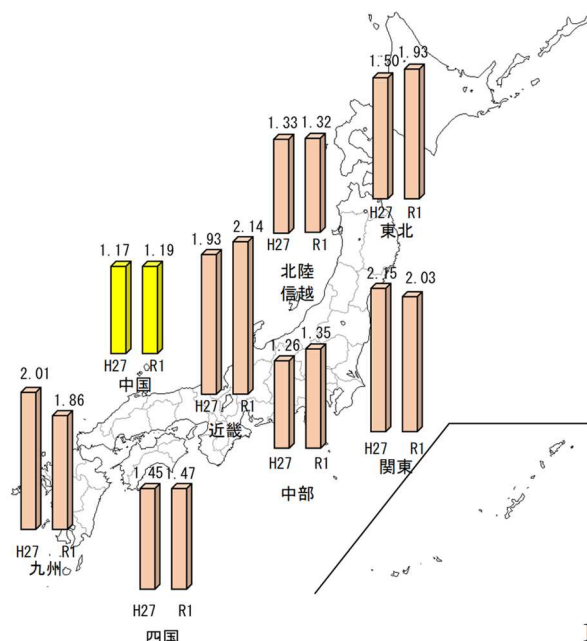 1.50 1.93
H27 R1
東北
1.33 1.32
H27 R1
北陸
信越
1.93 2.14
H27 R1
近畿
1.17 1.19
H27 R1
中国
2.15 2.03
H27 R1
関東
1.26 1.35
H27 R1
中部
2.01 1.86
H27 R1
九州
1.45 1.47
H27 R1
四国